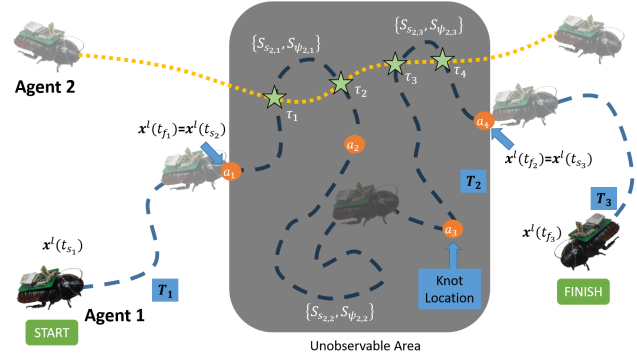 {S_{s_{2,1}}, S_{ψ_{2,1}}}
{S_{s_{2,3}}, S_{ψ_{2,3}}}
Agent 2
τ_1
τ_2
τ_3
τ_4
x^l(t_{f_1})=x^l(t_{s_2})
a_1
a_2
a_4
x^l(t_{f_2})=x^l(t_{s_3})
T_2
T_3
x^l(t_{s_1})
a_3
x^l(t_{f_3})
T_1
Knot
Location
START
Agent 1
{S_{s_{2,2}}, S_{ψ_{2,2}}}
FINISH
Unobservable Area